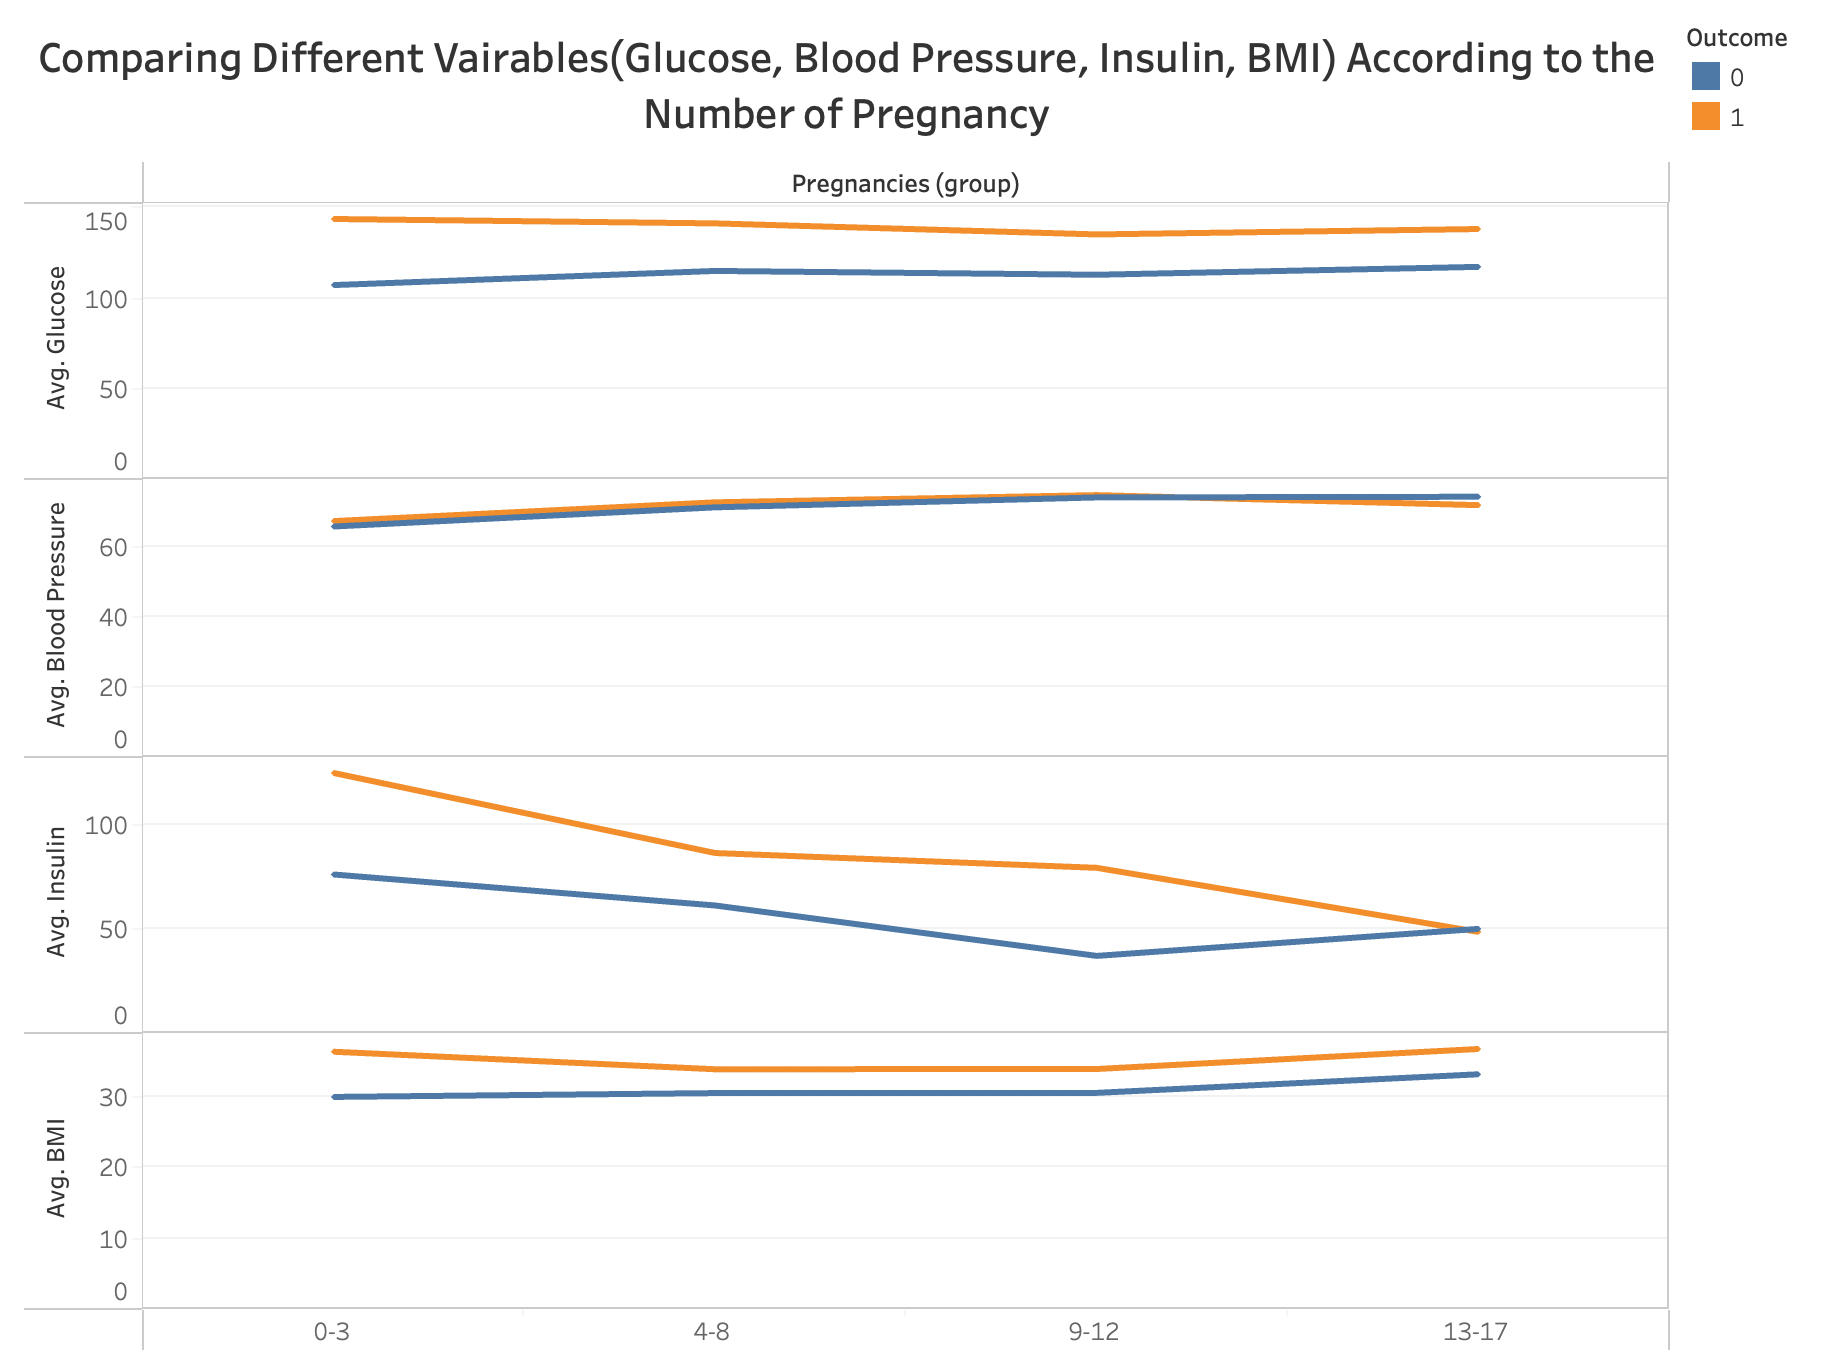 Comparing Different Vairables(Glucose, Blood Pressure, Insulin, BMI) According to the
Number of Pregnancy
Outcome
0
1
Pregnancies (group)
Avg. Glucose
150
100
50
0
Avg. Blood Pressure
60
40
20
0
Avg. Insulin
100
50
0
Avg. BMI
30
20
10
0
0-3
4-8
9-12
13-17